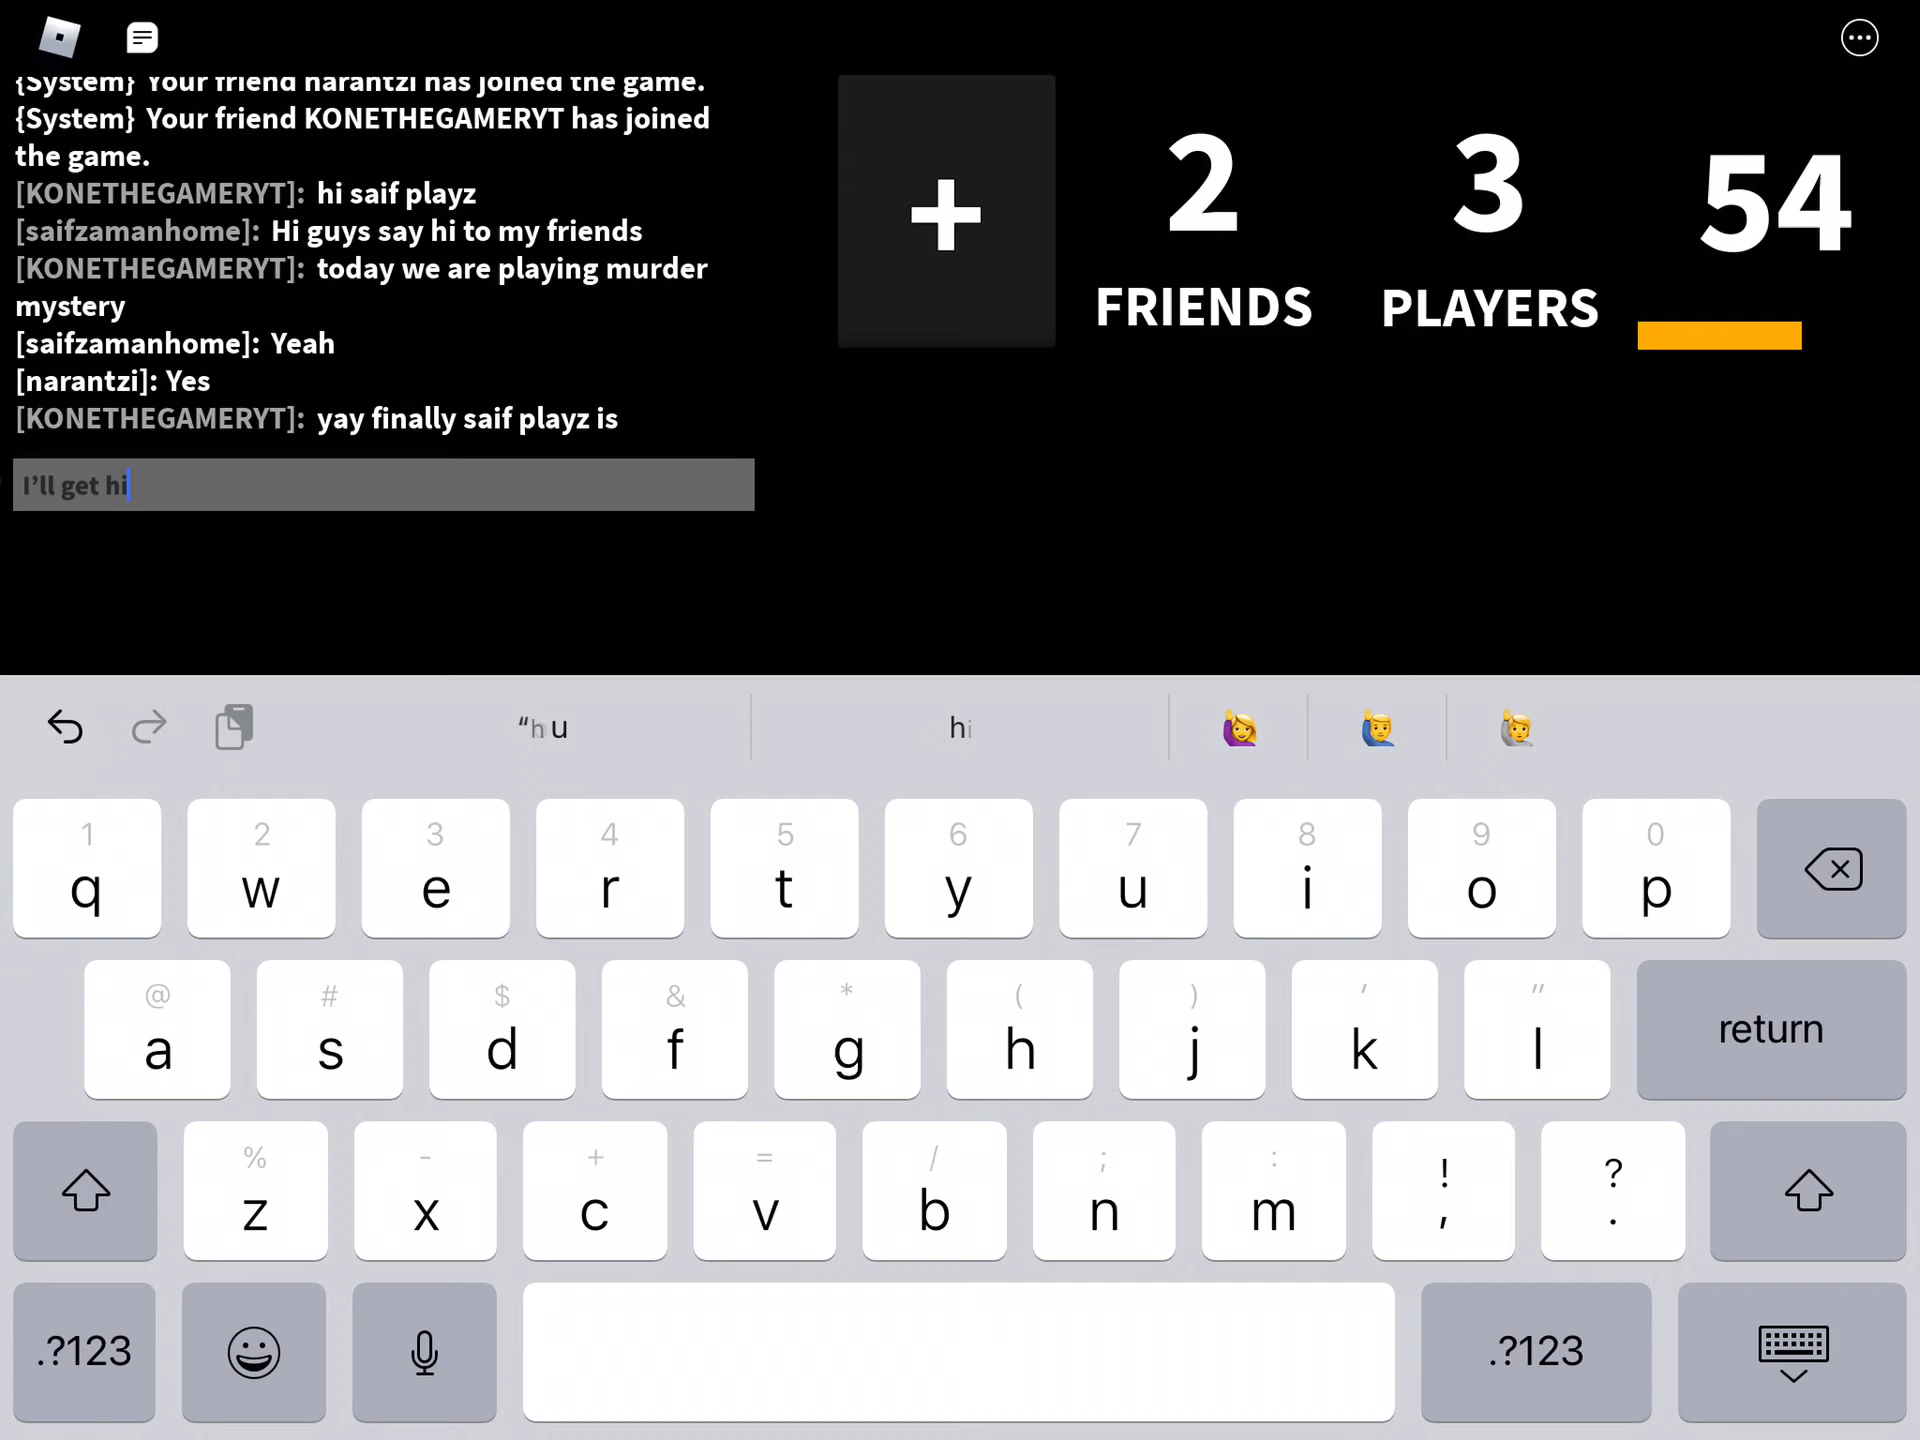 {System} Your friend narantzi has joined the game.
{System} Your friend KONETHEGAMERYT has joined
the game.
[KONETHEGAMERYT]: hi saif playz
[saifzamanhome]: Hi guys say hi to my friends
[KONETHEGAMERYT]: today we are playing murder
mystery
[saifzamanhome]: Yeah
[narantzi]: Yes
[KONETHEGAMERYT]: yay finally saif playz is
I’ll get hi
+
2
FRIENDS
3
PLAYERS
54
hi
1 2 3 4 5 6 7 8 9 0
q w e r t y u i o p
@ # $ & * ( ) ' "
a s d f g h j k l
return
% - + = / ; : ! ?
z x c v b n m , .
.?123
.?123